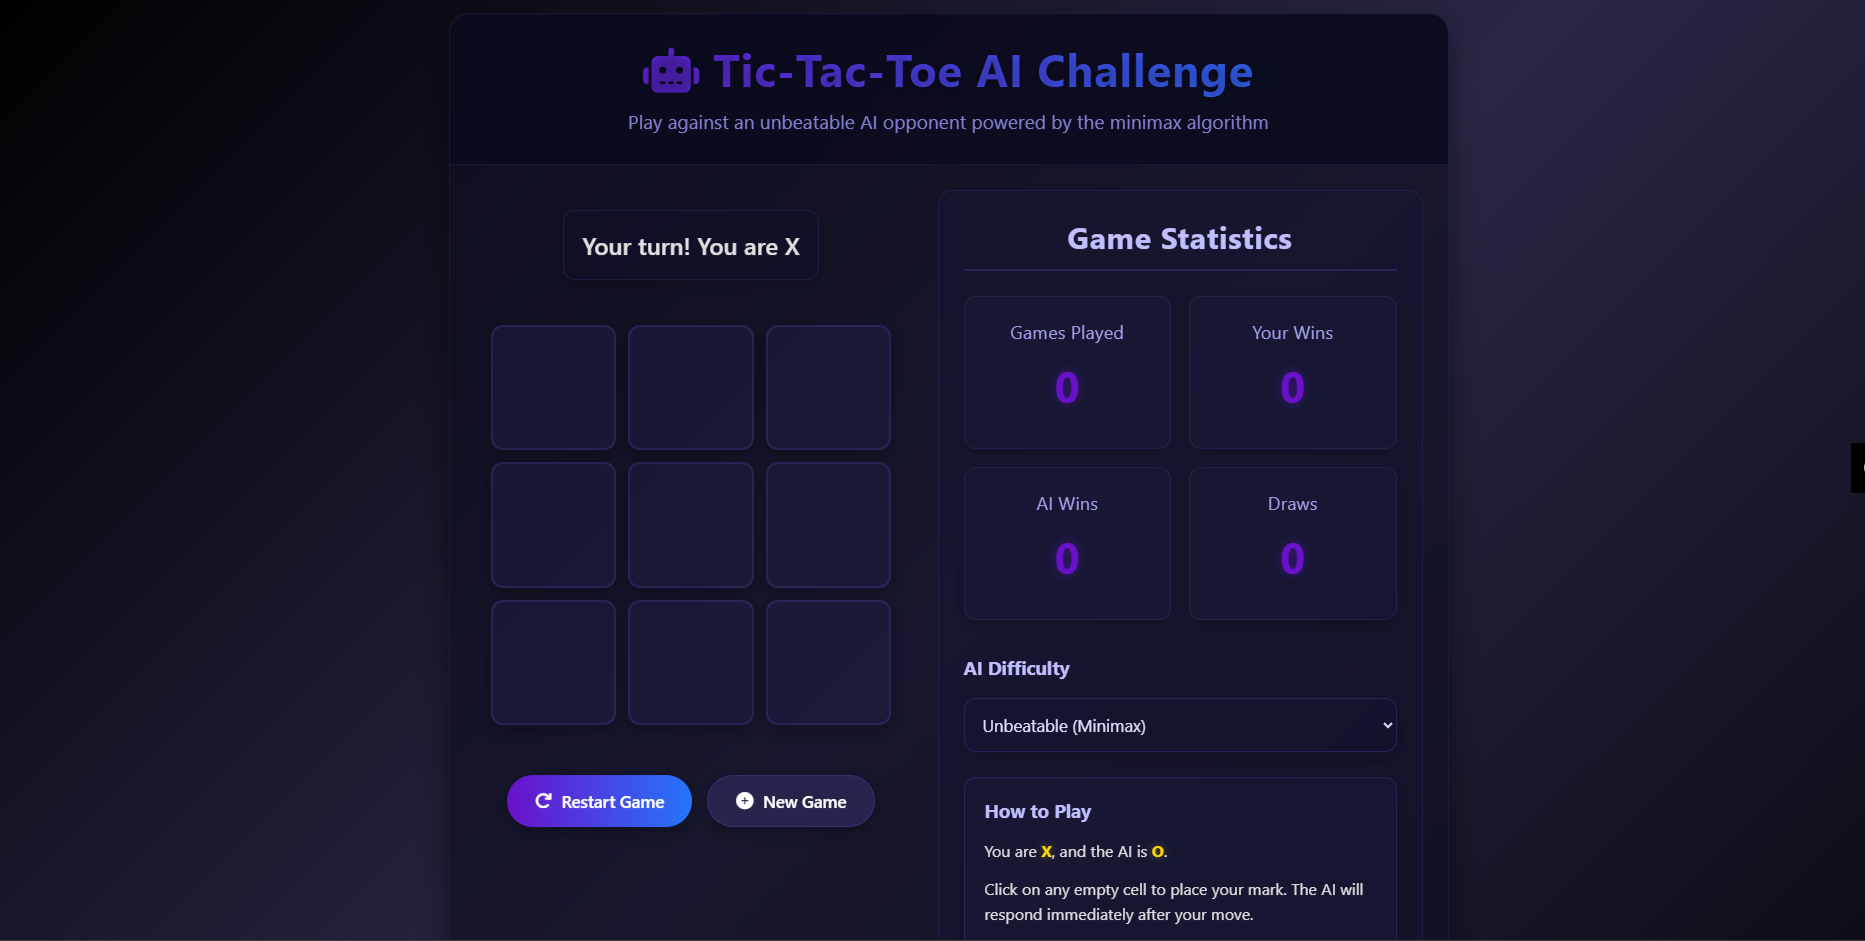 Tic-Tac-Toe AI Challenge
Play against an unbeatable AI opponent powered by the minimax algorithm
Your turn! You are X
Restart Game
New Game
Game Statistics
Games Played
0
Your Wins
0
AI Wins
0
Draws
0
AI Difficulty
Unbeatable (Minimax)
How to Play
You are X, and the AI is O.
Click on any empty cell to place your mark. The AI will
respond immediately after your move.